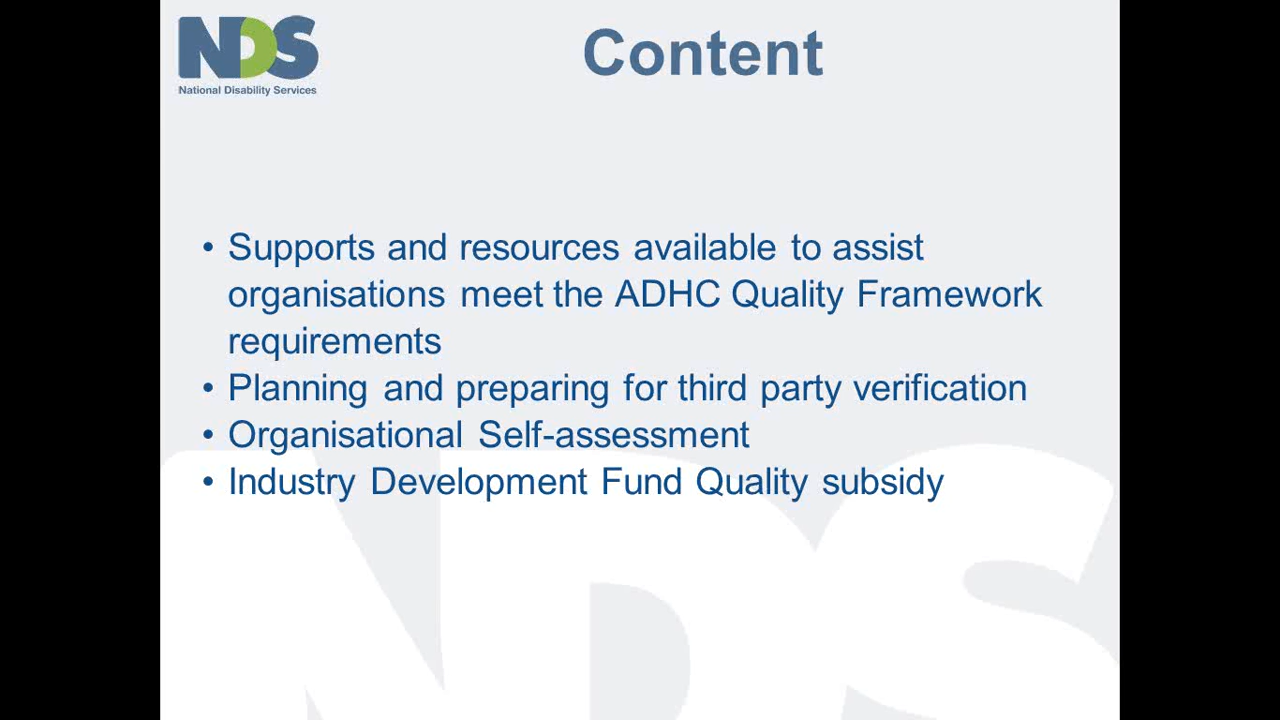 NDS
National Disability Services
Content
• Supports and resources available to assist
organisations meet the ADHC Quality Framework
requirements
• Planning and preparing for third party verification
• Organisational Self-assessment
• Industry Development Fund Quality subsidy
NDS